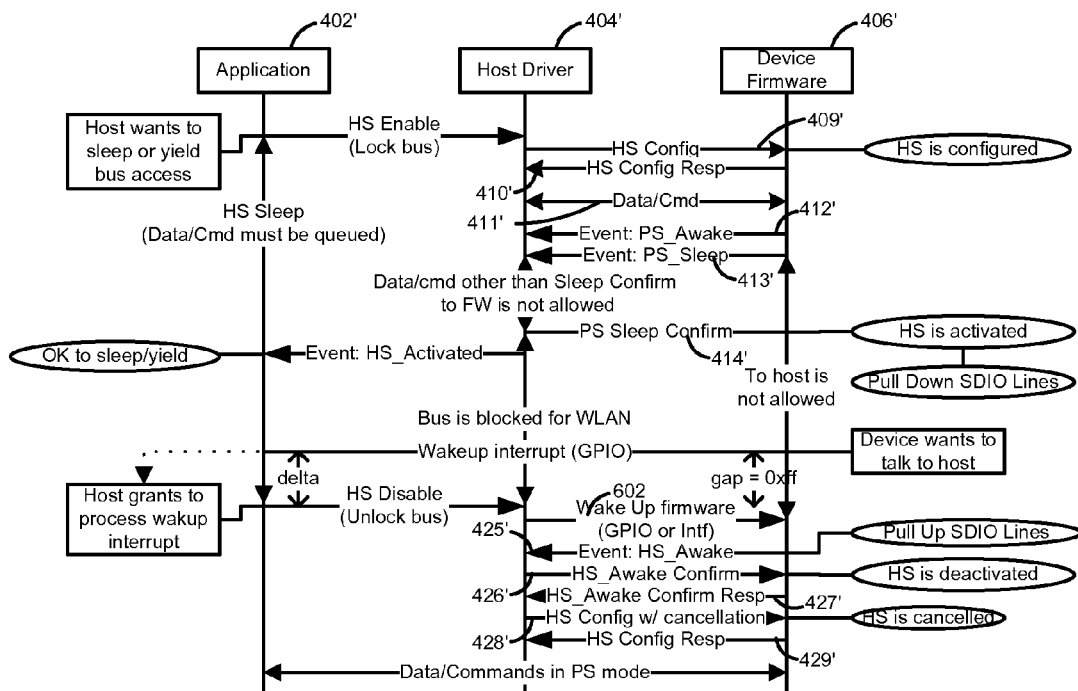 402'
404'
406'
Application
Host Driver
Device
Firmware
Host wants to
sleep or yield
bus access
HS Enable
(Lock bus)
409'
HS Config
HS is configured
HS Config Resp
410'
HS Sleep
(Data/Cmd must be queued)
411'
Data/Cmd
412'
Event: PS_Awake
Event: PS_Sleep
413'
Data/cmd other than Sleep Confirm
to FW is not allowed
PS Sleep Confirm
HS is activated
OK to sleep/yield
Event: HS_Activated
414'
To host is
not allowed
Pull Down SDIO Lines
Bus is blocked for WLAN
Wakeup interrupt (GPIO)
Device wants to
talk to host
delta
gap = 0xff
Host grants to
process wakup
interrupt
HS Disable
(Unlock bus)
602
Wake Up firmware
(GPIO or Intf)
425'
Pull Up SDIO Lines
Event: HS_Awake
HS_Awake Confirm
HS is deactivated
426'
HS_Awake Confirm Resp
427'
HS Config w/ cancellation
HS is cancelled
428'
HS Config Resp
429'
Data/Commands in PS mode